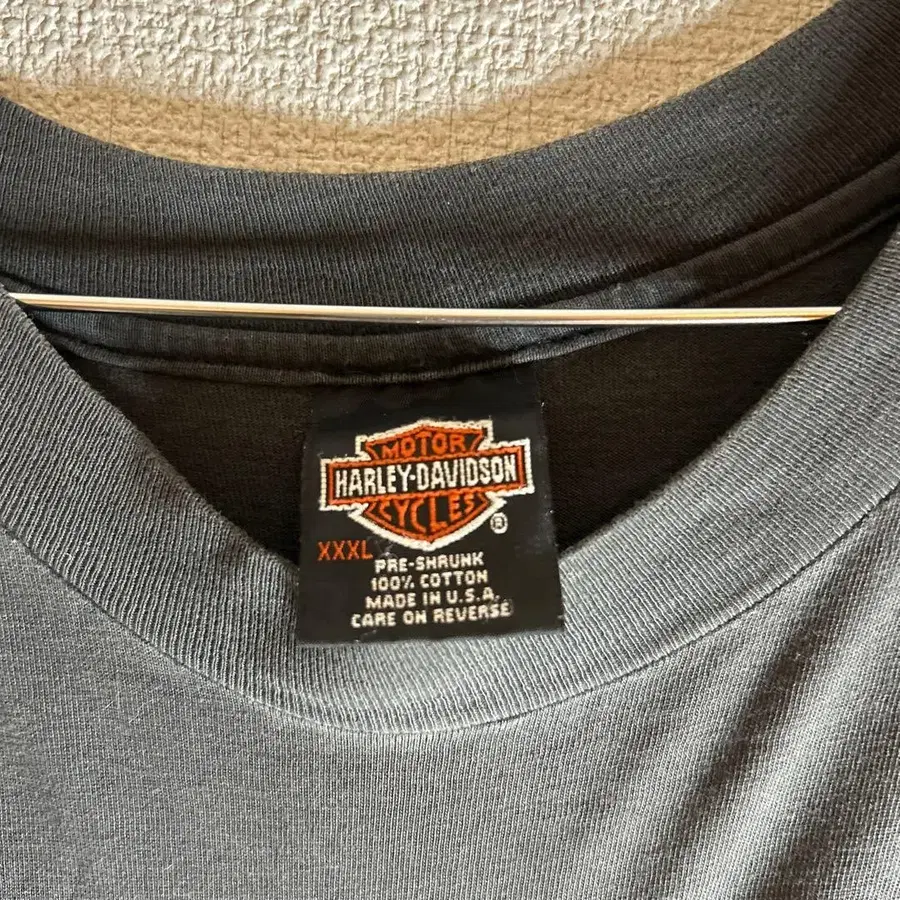 MOTOR
HARLEY-DAVIDSON
CYCLES
®
XXXL
PRE-SHRUNK
100% COTTON
MADE IN U.S.A.
CARE ON REVERSE